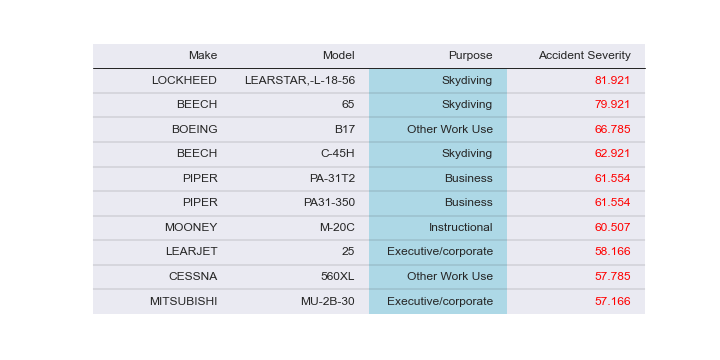 Make Model Purpose Accident Severity
LOCKHEED LEARSTAR,-L-18-56 Skydiving 81.921
BEECH 65 Skydiving 79.921
BOEING B17 Other Work Use 66.785
BEECH C-45H Skydiving 62.921
PIPER PA-31T2 Business 61.554
PIPER PA31-350 Business 61.554
MOONEY M-20C Instructional 60.507
LEARJET 25 Executive/corporate 58.166
CESSNA 560XL Other Work Use 57.785
MITSUBISHI MU-2B-30 Executive/corporate 57.166